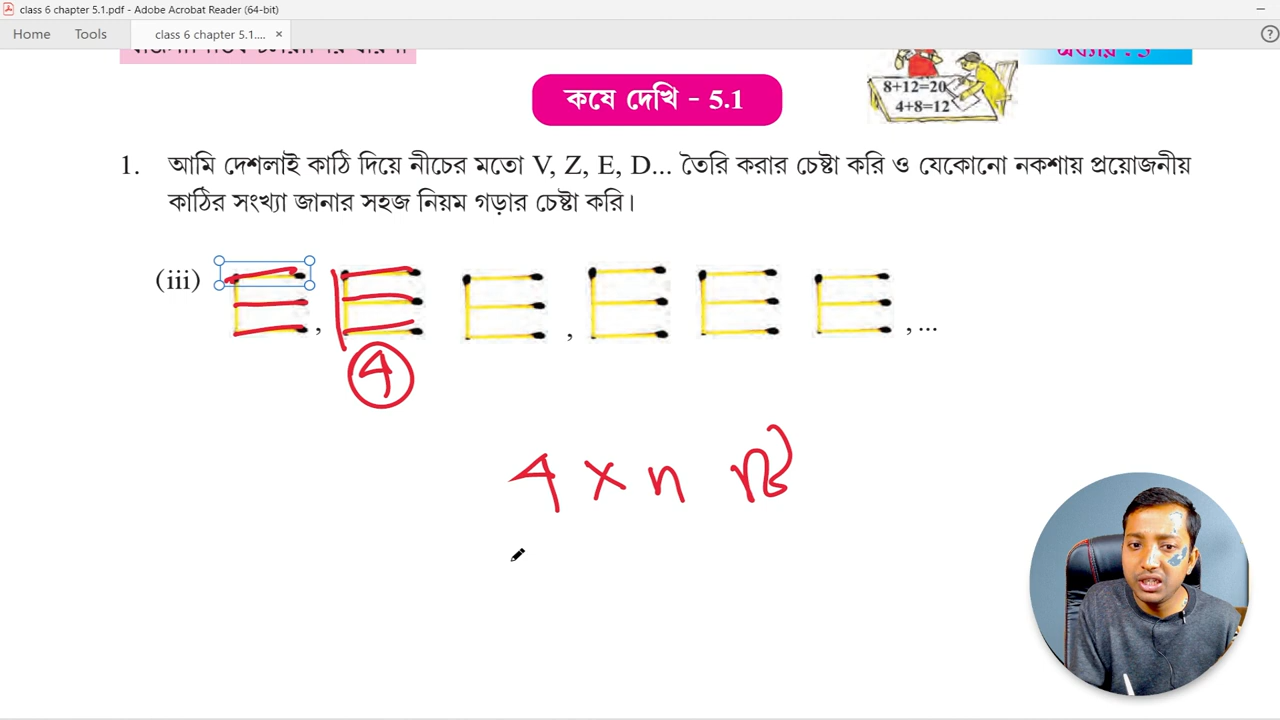 class 6 chapter 5.1.pdf - Adobe Acrobat Reader (64-bit)
Home Tools class 6 chapter 5.1.... × ?
অধ্যায় : 5
8+12=20
4+8=12
কষে দেখি - 5.1
1. আমি দেশলাই কাঠি দিয়ে নীচের মতো V, Z, E, D... তৈরি করার চেষ্টা করি ও যেকোনো নকশায় প্রয়োজনীয়
কাঠির সংখ্যা জানার সহজ নিয়ম গড়ার চেষ্টা করি।
(iii) , , , ...
4
4 × n টি